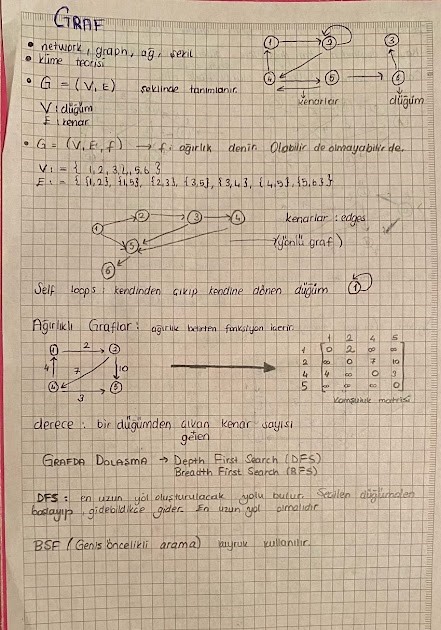 GRAF
• network, graph, ağ, şekil
• küme teorisi
• G = (V, E) şeklinde tanımlanır.
V: düğüm
E: kenar
1 2 3
4 5 6
kenarlar düğüm
• G = (V, E, f) → f: ağırlık denir. Olabilir de olmayabilir de.
V: = { 1, 2, 3, 4, 5, 6 }
E: = { {1,2}, {1,5}, {2,3}, {3,5}, {3,4}, {4,5}, {5,6} }
1 2 3 4 5 6
kenarlar : edges
(yönlü graf)
Self loops : kendinden çıkıp kendine dönen düğüm 1
Ağırlıklı Graflar : ağırlık belirten fonksiyon içerir.
1 2 2
4 7 10
4 3 5
1 2 4 5
1 0 2 ∞ ∞
2 ∞ 0 7 10
4 4 ∞ 0 3
5 ∞ ∞ ∞ 0
Komşuluk matrisi
derece : bir düğümden çıkan kenar sayısı
gelen
GRAFDA DOLAŞMA → Depth First Search (DFS)
Breadth First Search (BFS)
DFS : en uzun yol oluşturulacak yolu bulur. Seçilen düğümden
başlayıp, gidebildikçe gider. En uzun yol olmalıdır
BSF (Geniş öncelikli arama) kuyruk kullanılır.